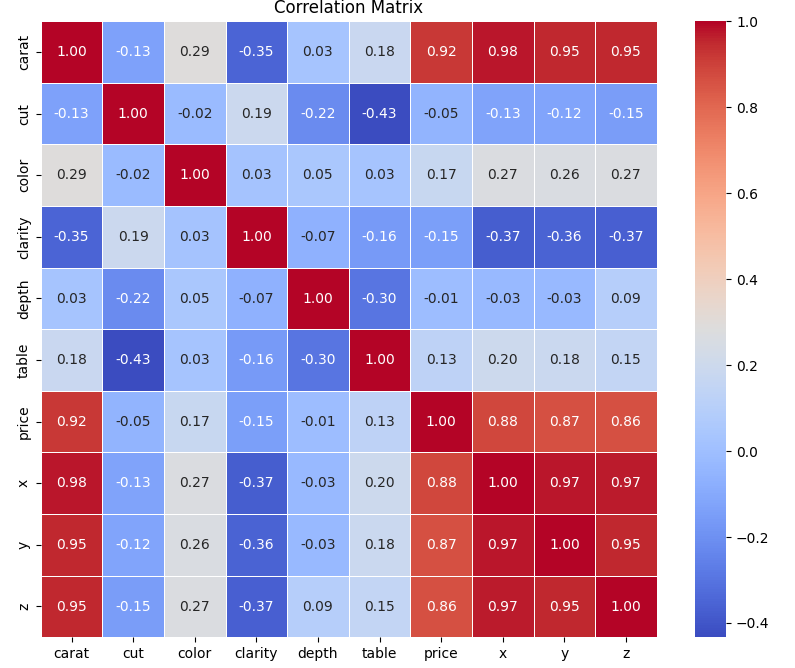 Correlation Matrix
carat 1.00 -0.13 0.29 -0.35 0.03 0.18 0.92 0.98 0.95 0.95
cut -0.13 1.00 -0.02 0.19 -0.22 -0.43 -0.05 -0.13 -0.12 -0.15
color 0.29 -0.02 1.00 0.03 0.05 0.03 0.17 0.27 0.26 0.27
clarity -0.35 0.19 0.03 1.00 -0.07 -0.16 -0.15 -0.37 -0.36 -0.37
depth 0.03 -0.22 0.05 -0.07 1.00 -0.30 -0.01 -0.03 -0.03 0.09
table 0.18 -0.43 0.03 -0.16 -0.30 1.00 0.13 0.20 0.18 0.15
price 0.92 -0.05 0.17 -0.15 -0.01 0.13 1.00 0.88 0.87 0.86
x 0.98 -0.13 0.27 -0.37 -0.03 0.20 0.88 1.00 0.97 0.97
y 0.95 -0.12 0.26 -0.36 -0.03 0.18 0.87 0.97 1.00 0.95
z 0.95 -0.15 0.27 -0.37 0.09 0.15 0.86 0.97 0.95 1.00
carat cut color clarity depth table price x y z
1.0
0.8
0.6
0.4
0.2
0.0
−0.2
−0.4